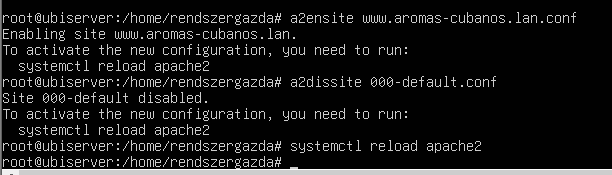 root@ubiserver:/home/rendszergazda# a2ensite www.aromas-cubanos.lan.conf
Enabling site www.aromas-cubanos.lan.
To activate the new configuration, you need to run:
  systemctl reload apache2
root@ubiserver:/home/rendszergazda# a2dissite 000-default.conf
Site 000-default disabled.
To activate the new configuration, you need to run:
  systemctl reload apache2
root@ubiserver:/home/rendszergazda# systemctl reload apache2
root@ubiserver:/home/rendszergazda# _